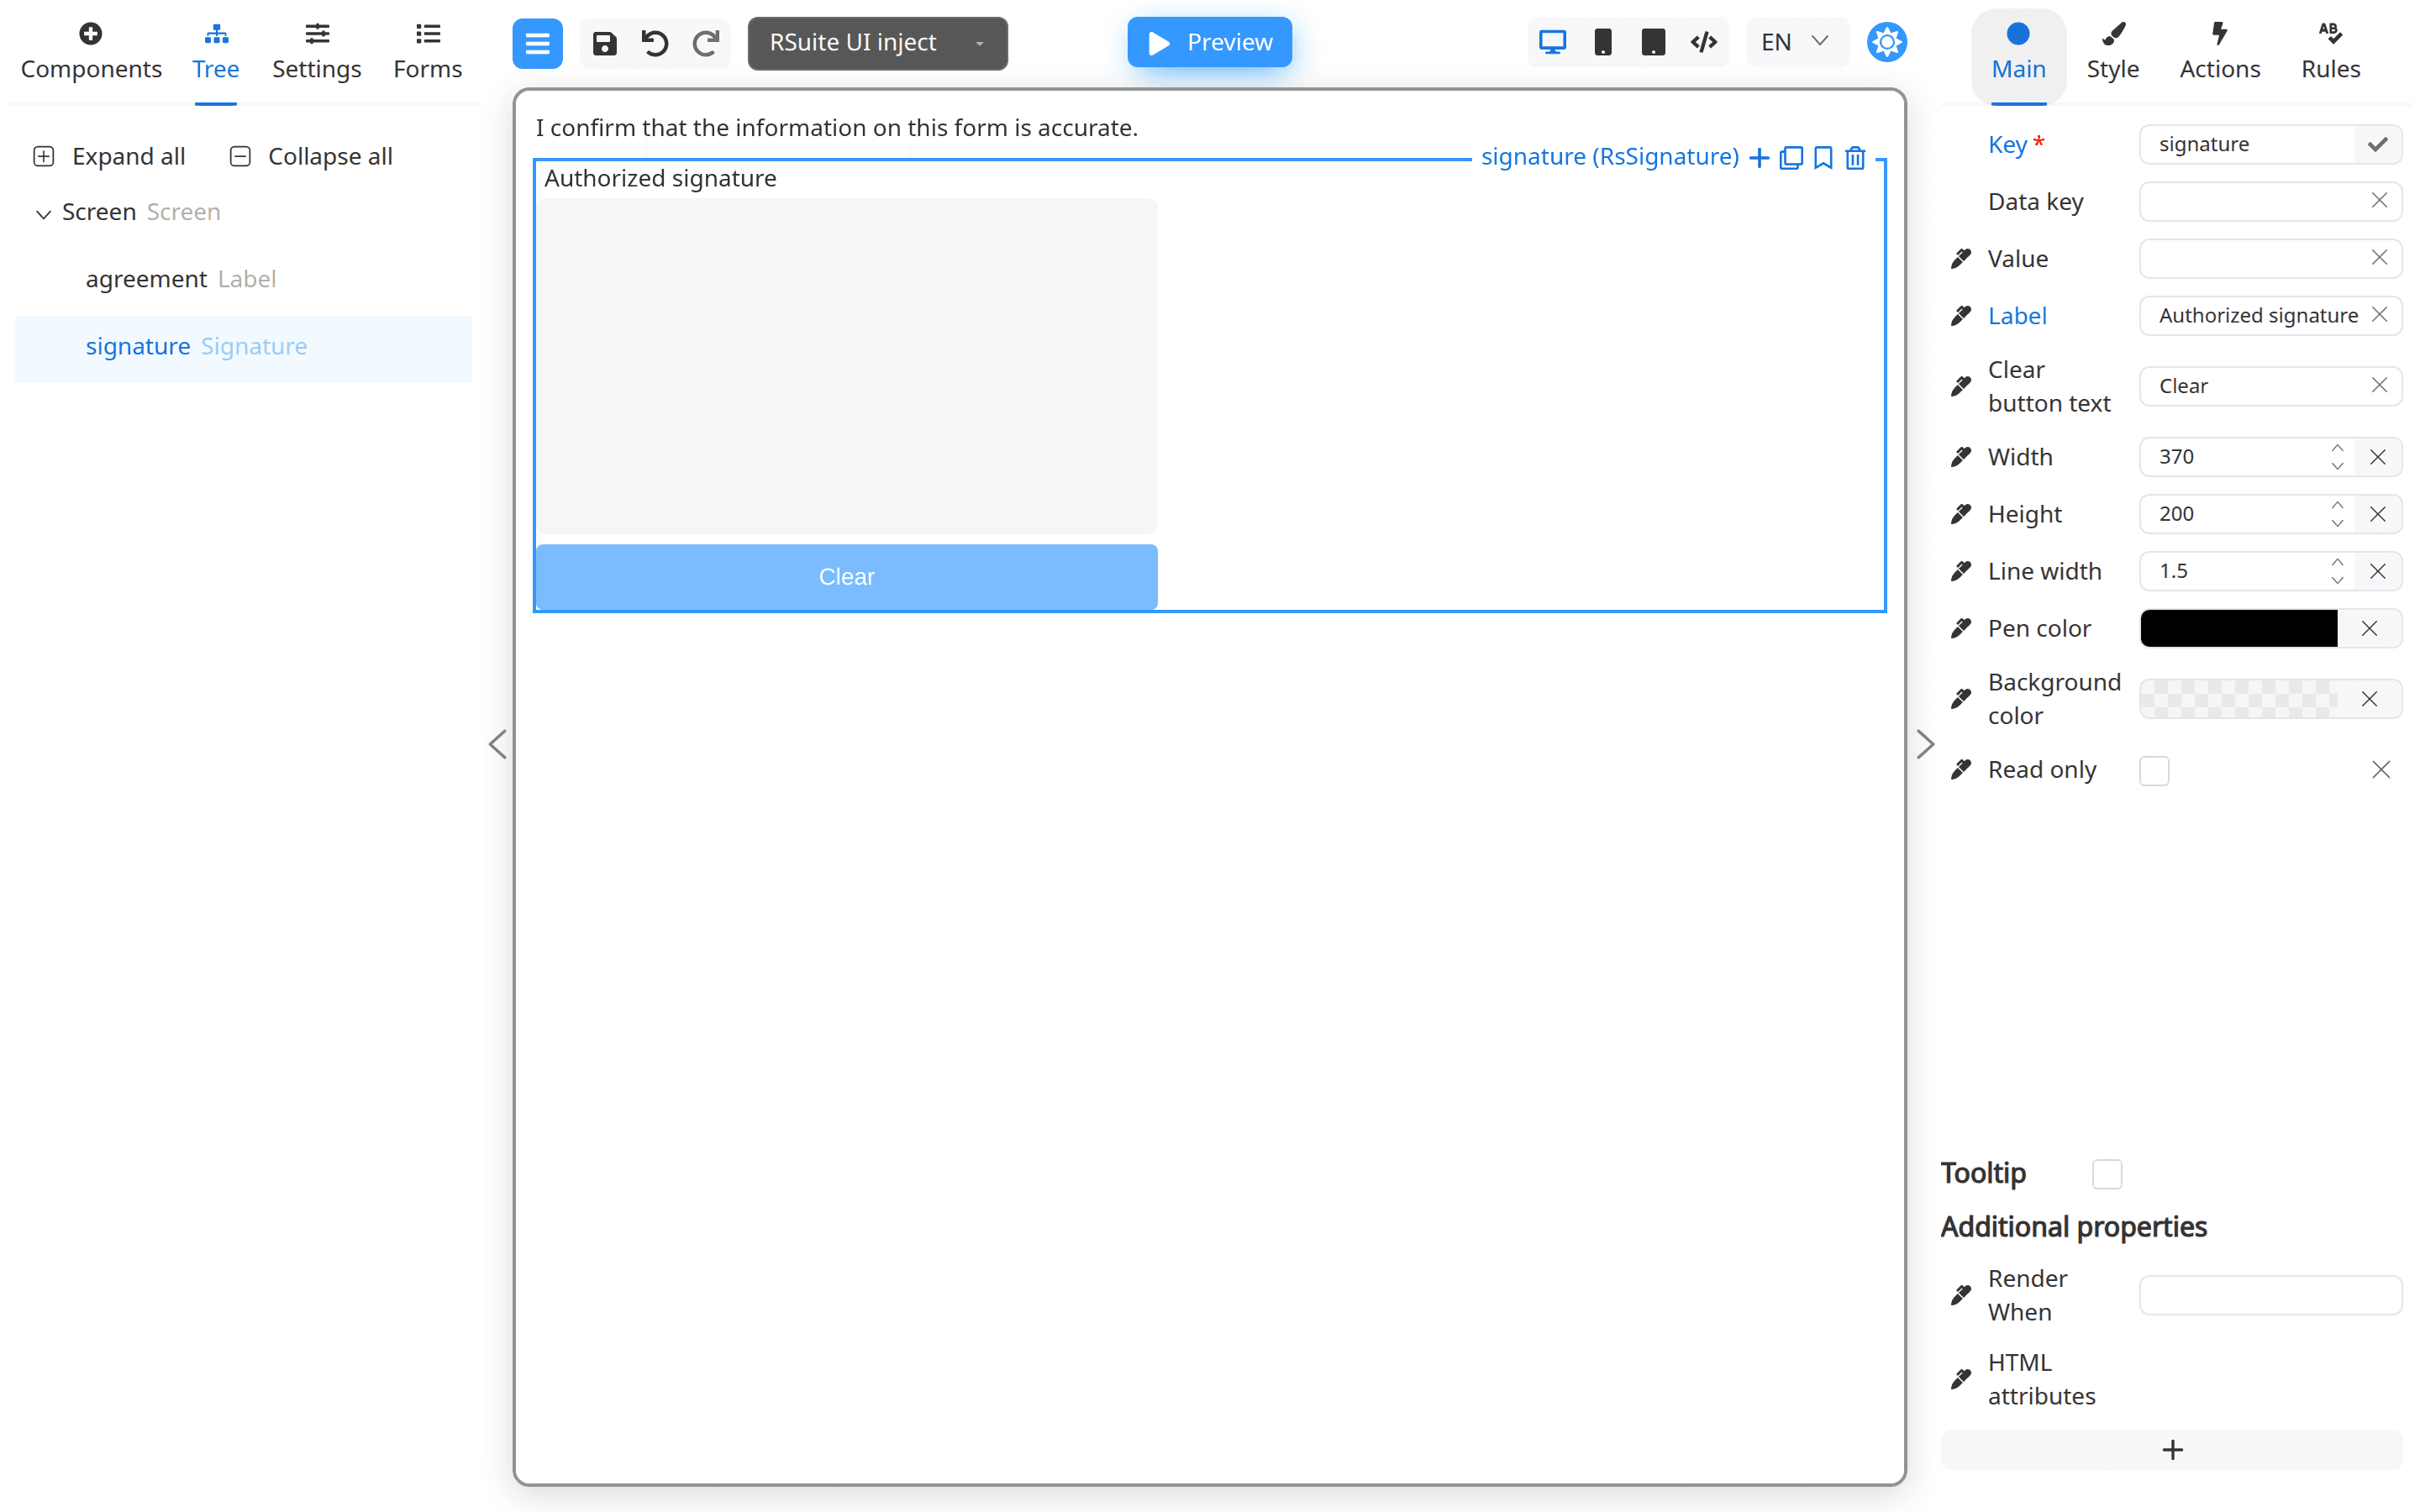 Components
Tree
Settings
Forms
RSuite UI inject
Preview
EN
Main
Style
Actions
AB
Rules
Expand all
Collapse all
Screen Screen
agreement Label
signature Signature
I confirm that the information on this form is accurate.
signature (RsSignature)
Authorized signature
Clear
Key *
signature
Data key
Value
Label
Authorized signature
Clear
button text
Clear
Width
370
Height
200
Line width
1.5
Pen color
Background
color
Read only
Tooltip
Additional properties
Render
When
HTML
attributes